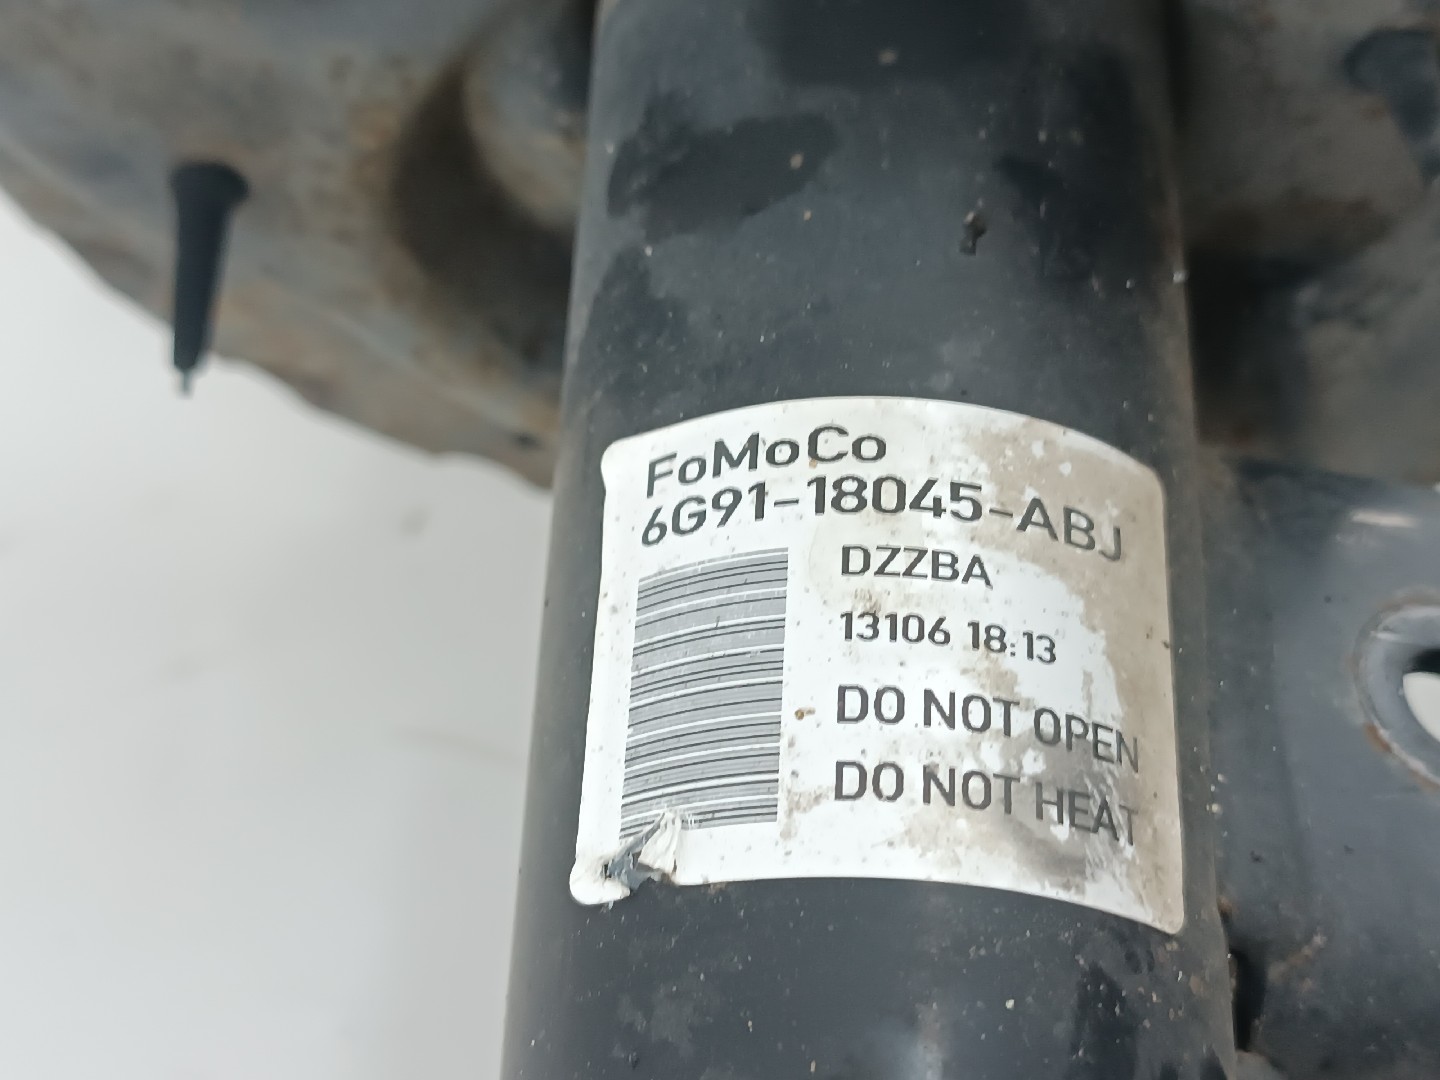 FoMoCo
6G91-18045-ABJ
DZZBA
13106 18:13
DO NOT OPEN
DO NOT HEAT